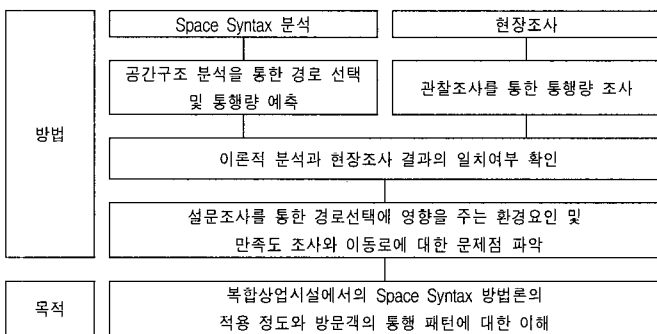 Space Syntax 분석
현장조사
공간구조 분석을 통한 경로 선택
및 통행량 예측
관찰조사를 통한 통행량 조사
방법
이론적 분석과 현장조사 결과의 일치여부 확인
설문조사를 통한 경로선택에 영향을 주는 환경요인 및
만족도 조사와 이동로에 대한 문제점 파악
목적
복합상업시설에서의 Space Syntax 방법론의
적용 정도와 방문객의 통행 패턴에 대한 이해